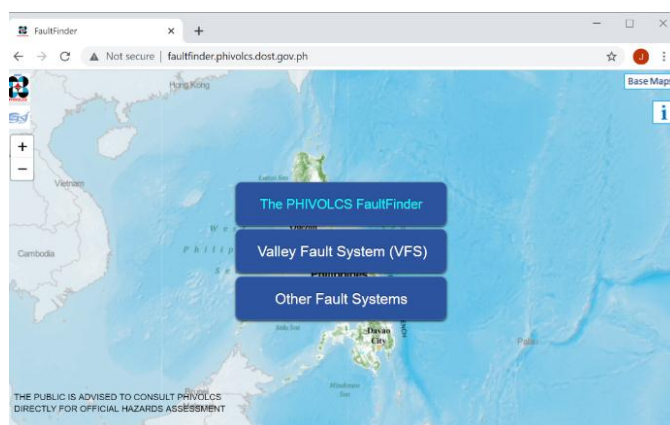 FaultFinder
Not secure | faultfinder.phivolcs.dost.gov.ph
J
Base Maps
i
+
−
Hong Kong
Vietnam
Cambodia
The PHIVOLCS FaultFinder
Valley Fault System (VFS)
Other Fault Systems
Philippines
Davao
City
Palau
Brunei
THE PUBLIC IS ADVISED TO CONSULT PHIVOLCS
DIRECTLY FOR OFFICIAL HAZARDS ASSESSMENT